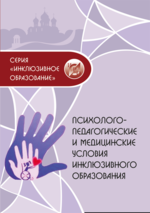 СЕРИЯ
«ИНКЛЮЗИВНОЕ
ОБРАЗОВАНИЕ»
ПСИХОЛОГО-
ПЕДАГОГИЧЕСКИЕ
И МЕДИЦИНСКИЕ
УСЛОВИЯ
ИНКЛЮЗИВНОГО
ОБРАЗОВАНИЯ